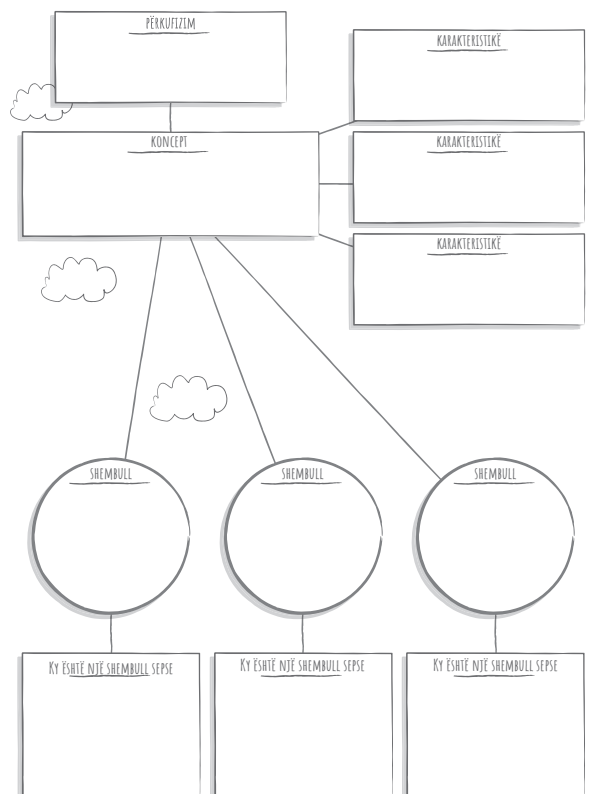 PËRKUFIZIM
KARAKTERISTIKË
KONCEPT
KARAKTERISTIKË
KARAKTERISTIKË
SHEMBULL
SHEMBULL
SHEMBULL
KY ËSHTË NJË SHEMBULL SEPSE
KY ËSHTË NJË SHEMBULL SEPSE
KY ËSHTË NJË SHEMBULL SEPSE